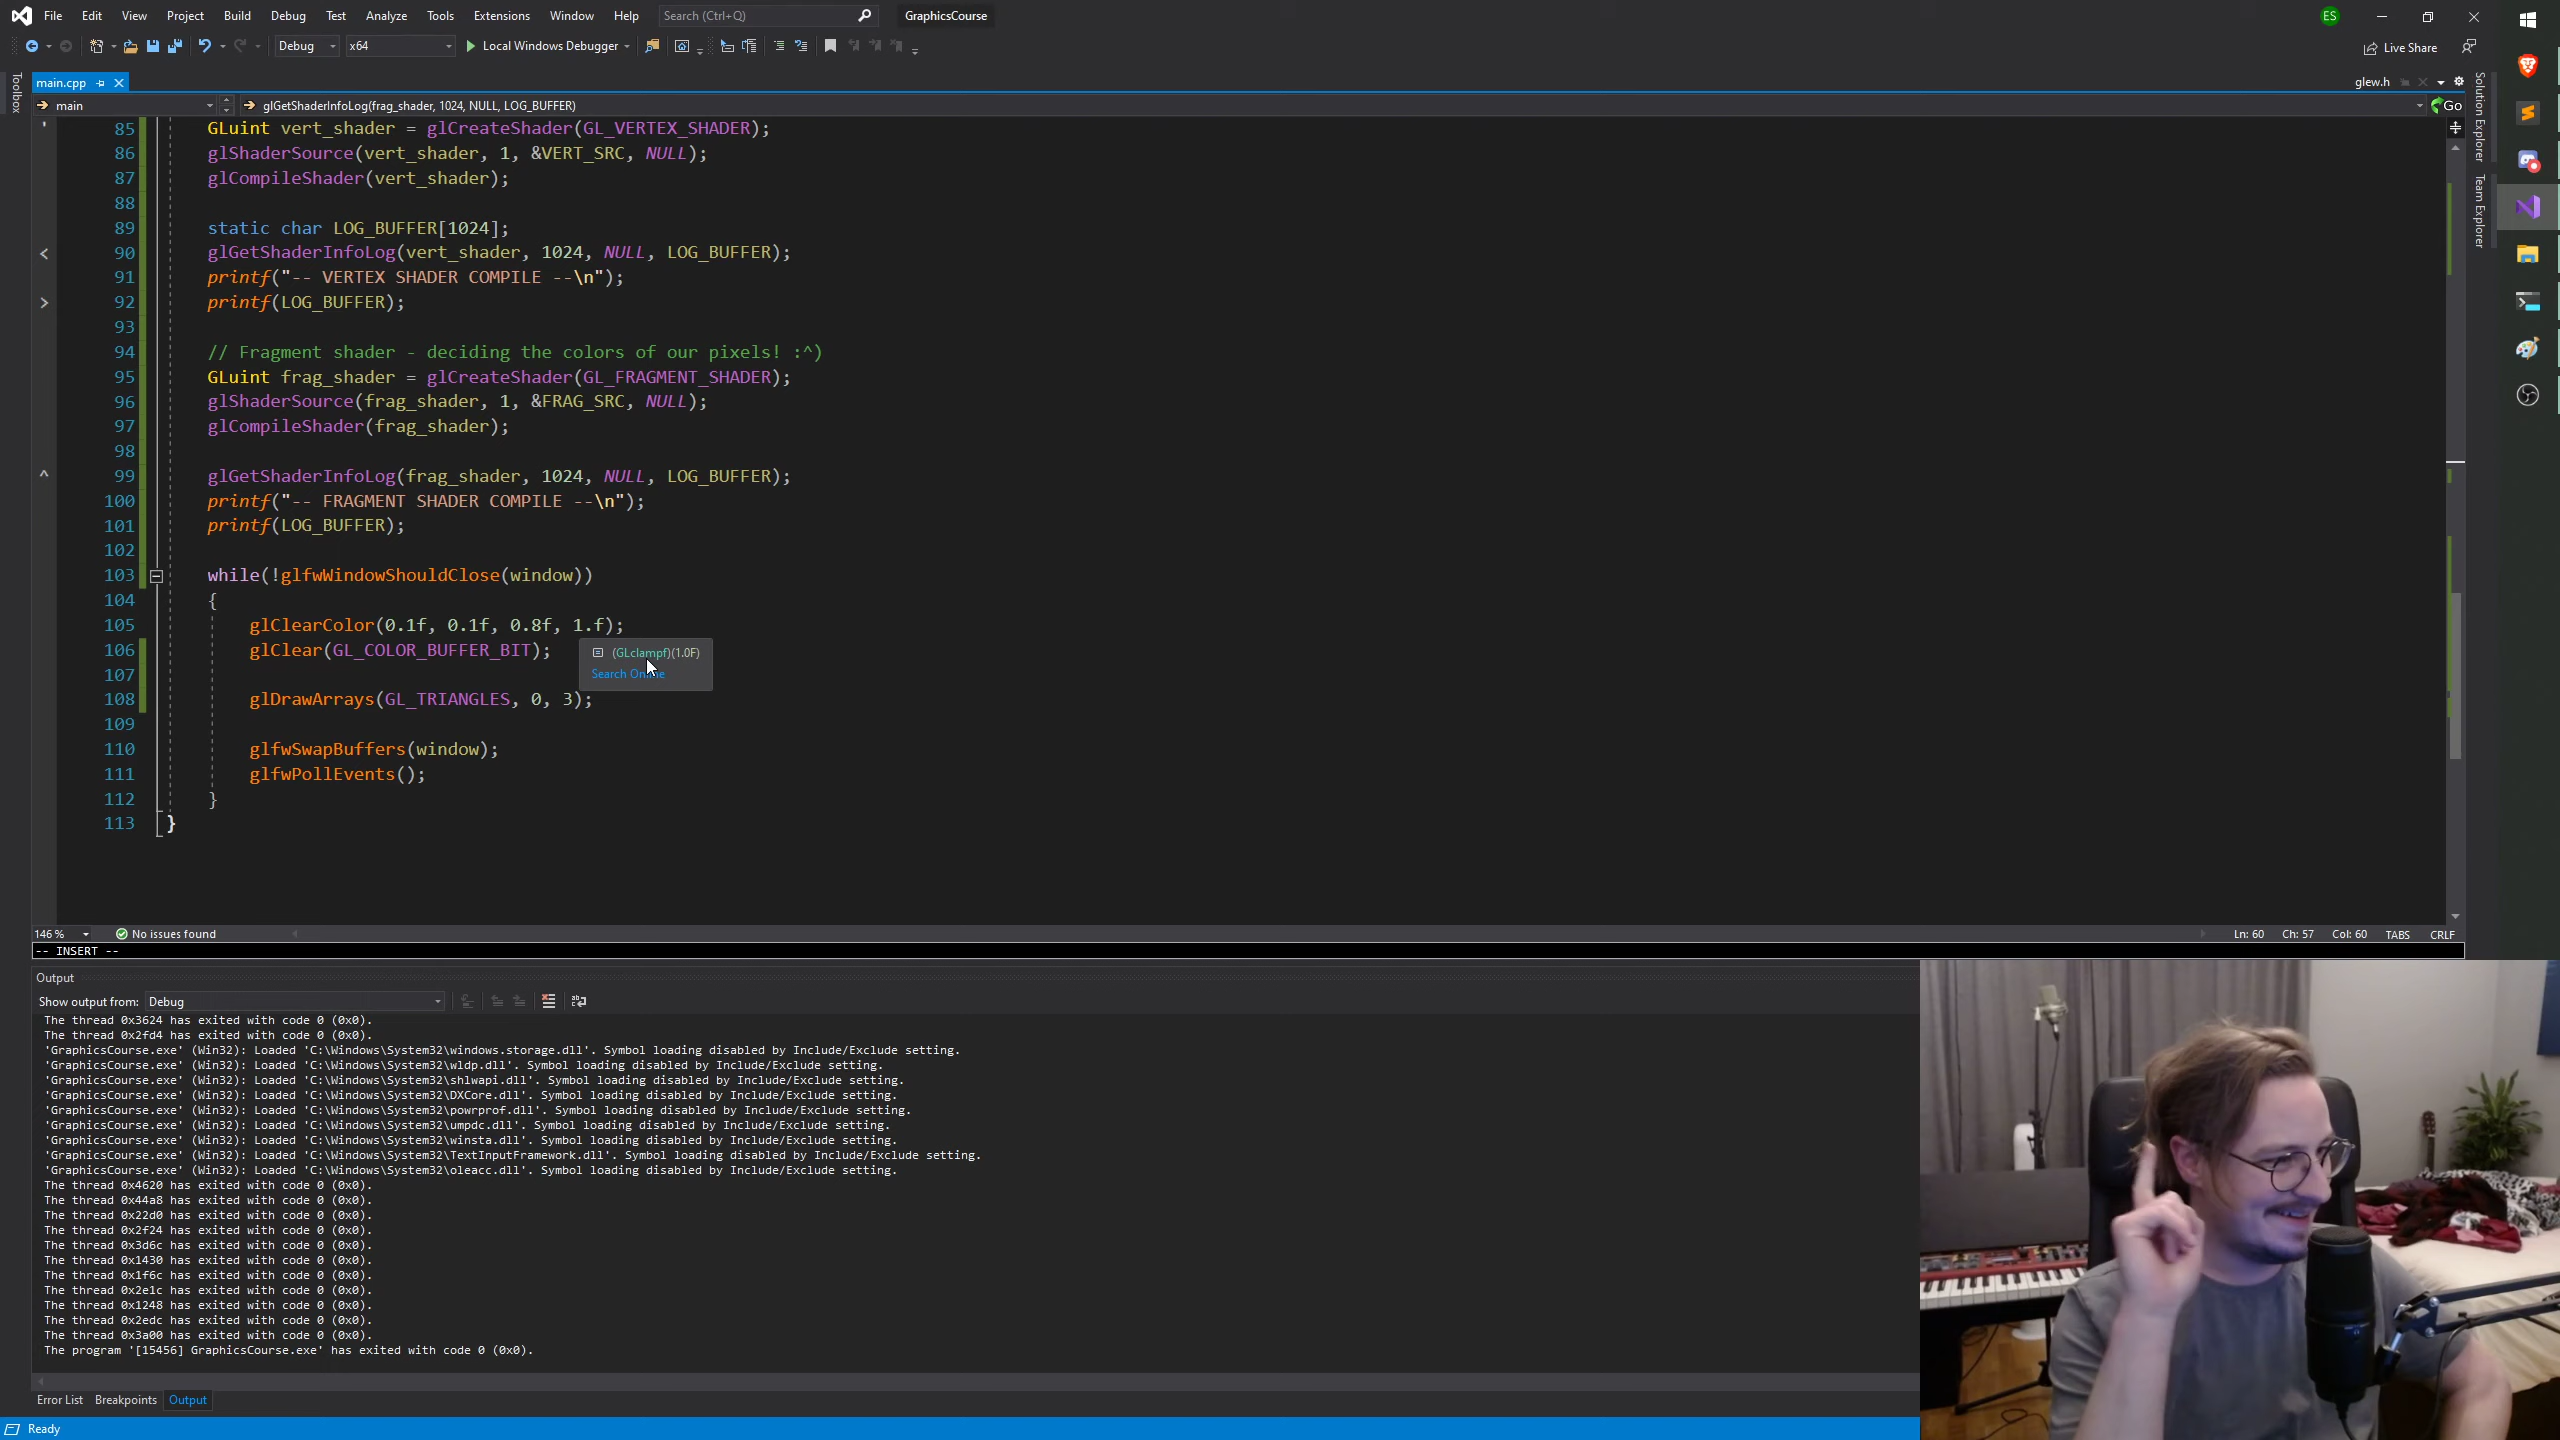 File Edit View Project Build Debug Test Analyze Tools Extensions Window Help Search (Ctrl+Q) GraphicsCourse ES
Debug x64 Local Windows Debugger Live Share
Toolbox
main.cpp glew.h
main glGetShaderInfoLog(frag_shader, 1024, NULL, LOG_BUFFER) Go
Solution Explorer
Team Explorer
85 GLuint vert_shader = glCreateShader(GL_VERTEX_SHADER);
86 glShaderSource(vert_shader, 1, &VERT_SRC, NULL);
87 glCompileShader(vert_shader);
88
89 static char LOG_BUFFER[1024];
90 glGetShaderInfoLog(vert_shader, 1024, NULL, LOG_BUFFER);
91 printf("-- VERTEX SHADER COMPILE --\n");
92 printf(LOG_BUFFER);
93
94 // Fragment shader - deciding the colors of our pixels! :^)
95 GLuint frag_shader = glCreateShader(GL_FRAGMENT_SHADER);
96 glShaderSource(frag_shader, 1, &FRAG_SRC, NULL);
97 glCompileShader(frag_shader);
98
99 glGetShaderInfoLog(frag_shader, 1024, NULL, LOG_BUFFER);
100 printf("-- FRAGMENT SHADER COMPILE --\n");
101 printf(LOG_BUFFER);
102
103 while(!glfwWindowShouldClose(window))
104 {
105 glClearColor(0.1f, 0.1f, 0.8f, 1.f);
106 glClear(GL_COLOR_BUFFER_BIT);
(GLclampf)(1.0F)
107
Search Online
108 glDrawArrays(GL_TRIANGLES, 0, 3);
109
110 glfwSwapBuffers(window);
111 glfwPollEvents();
112 }
113 }
146 % No issues found Ln: 60 Ch: 57 Col: 60 TABS CRLF
-- INSERT --
Output
Show output from: Debug
The thread 0x3624 has exited with code 0 (0x0).
The thread 0x2fd4 has exited with code 0 (0x0).
'GraphicsCourse.exe' (Win32): Loaded 'C:\Windows\System32\windows.storage.dll'. Symbol loading disabled by Include/Exclude setting.
'GraphicsCourse.exe' (Win32): Loaded 'C:\Windows\System32\wldp.dll'. Symbol loading disabled by Include/Exclude setting.
'GraphicsCourse.exe' (Win32): Loaded 'C:\Windows\System32\shlwapi.dll'. Symbol loading disabled by Include/Exclude setting.
'GraphicsCourse.exe' (Win32): Loaded 'C:\Windows\System32\DXCore.dll'. Symbol loading disabled by Include/Exclude setting.
'GraphicsCourse.exe' (Win32): Loaded 'C:\Windows\System32\powrprof.dll'. Symbol loading disabled by Include/Exclude setting.
'GraphicsCourse.exe' (Win32): Loaded 'C:\Windows\System32\umpdc.dll'. Symbol loading disabled by Include/Exclude setting.
'GraphicsCourse.exe' (Win32): Loaded 'C:\Windows\System32\winsta.dll'. Symbol loading disabled by Include/Exclude setting.
'GraphicsCourse.exe' (Win32): Loaded 'C:\Windows\System32\TextInputFramework.dll'. Symbol loading disabled by Include/Exclude setting.
'GraphicsCourse.exe' (Win32): Loaded 'C:\Windows\System32\oleacc.dll'. Symbol loading disabled by Include/Exclude setting.
The thread 0x4620 has exited with code 0 (0x0).
The thread 0x44a8 has exited with code 0 (0x0).
The thread 0x22d0 has exited with code 0 (0x0).
The thread 0x2f24 has exited with code 0 (0x0).
The thread 0x3d6c has exited with code 0 (0x0).
The thread 0x1430 has exited with code 0 (0x0).
The thread 0x1f6c has exited with code 0 (0x0).
The thread 0x2e1c has exited with code 0 (0x0).
The thread 0x1248 has exited with code 0 (0x0).
The thread 0x2edc has exited with code 0 (0x0).
The thread 0x3a00 has exited with code 0 (0x0).
The program '[15456] GraphicsCourse.exe' has exited with code 0 (0x0).
Error List Breakpoints Output
Ready